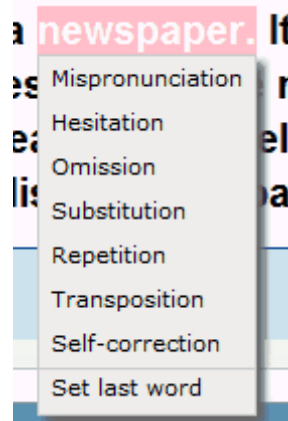 a newspaper. It
Mispronunciation
Hesitation
Omission
Substitution
Repetition
Transposition
Self-correction
Set last word